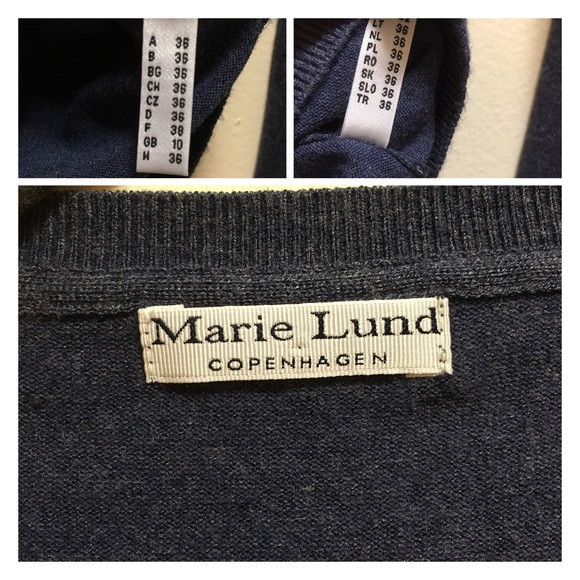 A 36
B 36
BG 36
CH 36
CZ 36
D 36
F 38
GB 10
H 36
LT 36
NL 36
PL 36
RO 36
SK 36
SLO 36
TR 36
Marie Lund
COPENHAGEN